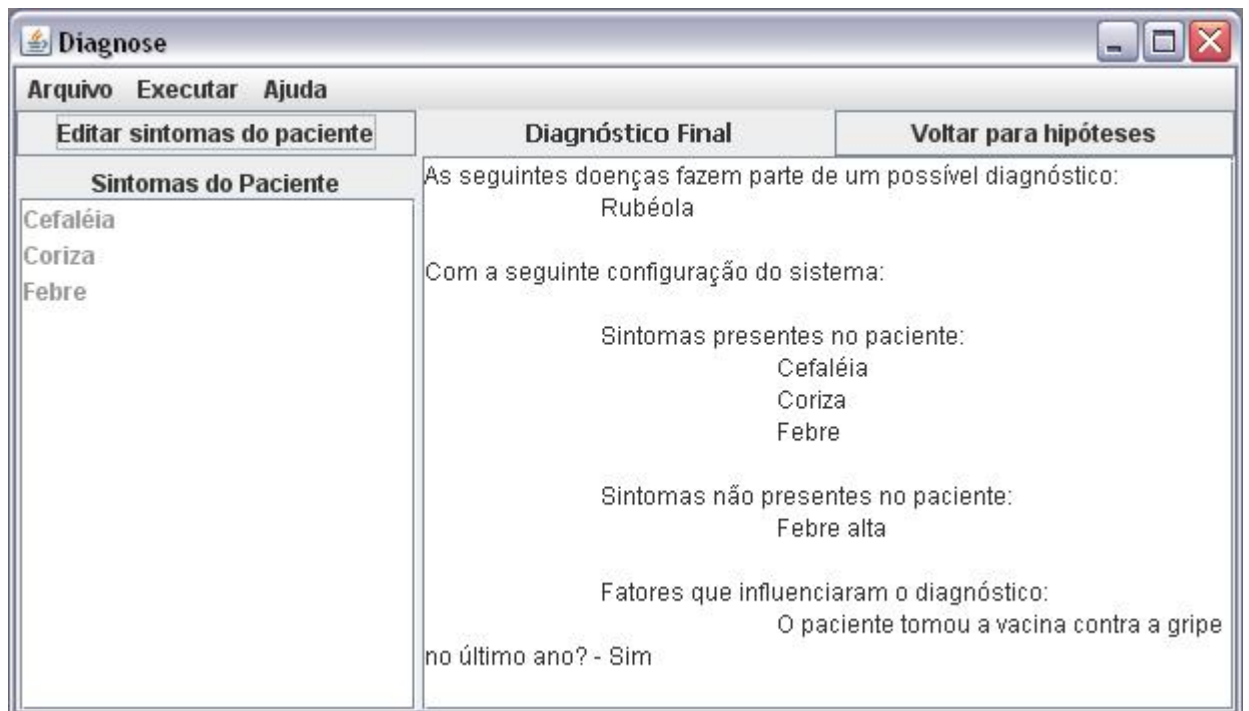 Diagnose
Arquivo Executar Ajuda
Editar sintomas do paciente
Diagnóstico Final
Voltar para hipóteses
Sintomas do Paciente
Cefaléia
Coriza
Febre
As seguintes doenças fazem parte de um possível diagnóstico:
Rubéola
Com a seguinte configuração do sistema:
Sintomas presentes no paciente:
Cefaléia
Coriza
Febre
Sintomas não presentes no paciente:
Febre alta
Fatores que influenciaram o diagnóstico:
O paciente tomou a vacina contra a gripe
no último ano? - Sim